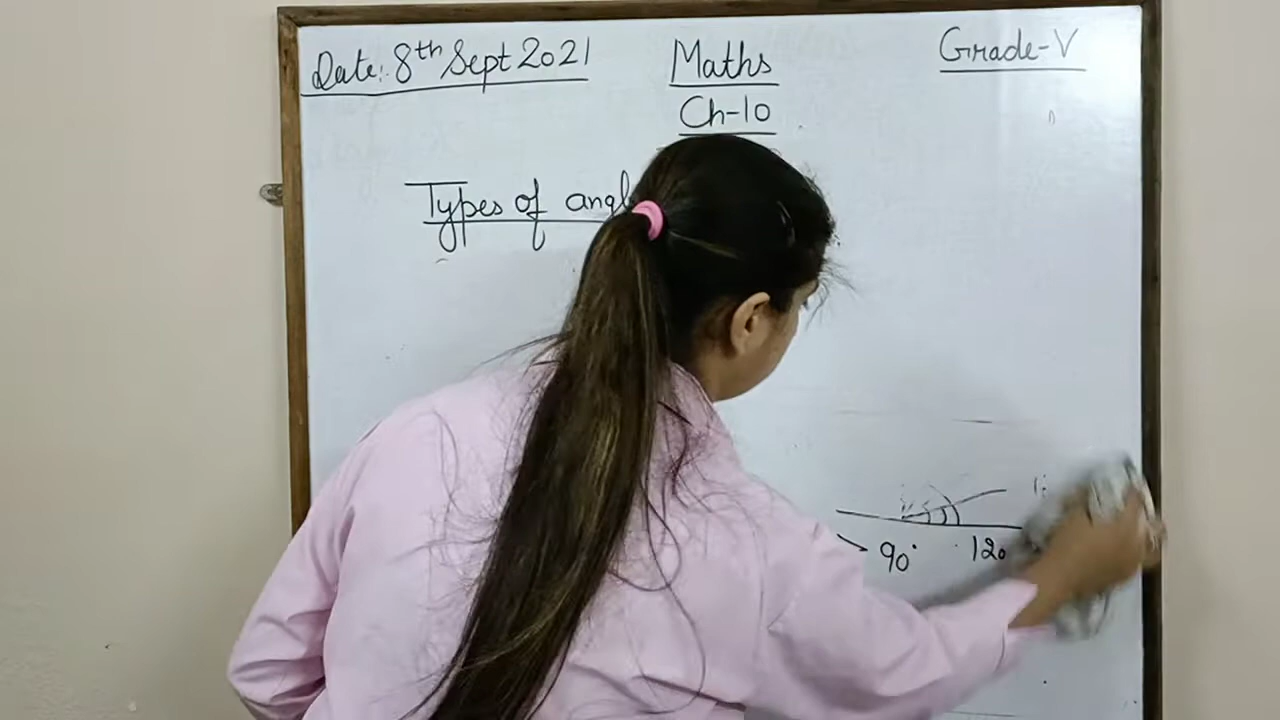 Date: 8th Sept 2021
Maths
Grade-V
Ch-10
Types of angl
90°
120